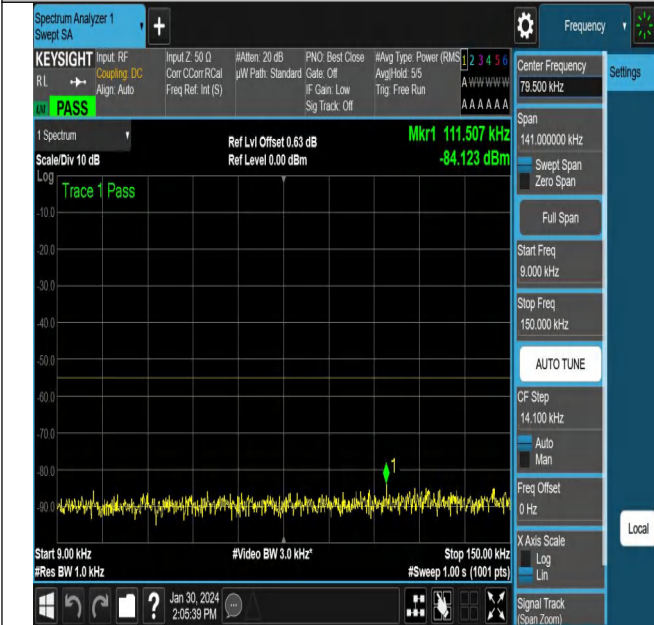 Spectrum Analyzer 1
Swept SA
+
Frequency
KEYSIGHT
RL
PASS
Input: RF
Coupling: DC
Align: Auto
Input Z: 50 Ω
Corr CCorr RCal
Freq Ref: Int (S)
#Atten: 20 dB
µW Path: Standard
PNO: Best Close
Gate: Off
IF Gain: Low
Sig Track: Off
#Avg Type: Power (RMS
Avg|Hold: 5/5
Trig: Free Run
1 2 3 4 5 6
A W W W W W
A A A A A A
1 Spectrum
Scale/Div 10 dB
Ref Lvl Offset 0.63 dB
Ref Level 0.00 dBm
Mkr1 111.507 kHz
-84.123 dBm
Log
Trace 1 Pass
-10.0
-20.0
-30.0
-40.0
-50.0
-60.0
-70.0
-80.0
-90.0
1
Start 9.00 kHz
#Res BW 1.0 kHz
#Video BW 3.0 kHz*
Stop 150.00 kHz
#Sweep 1.00 s (1001 pts)
?
Jan 30, 2024
2:05:39 PM
Center Frequency
79.500 kHz
Span
141.000000 kHz
Swept Span
Zero Span
Full Span
Start Freq
9.000 kHz
Stop Freq
150.000 kHz
AUTO TUNE
CF Step
14.100 kHz
Auto
Man
Freq Offset
0 Hz
X Axis Scale
Log
Lin
Signal Track
(Span Zoom)
Settings
Local